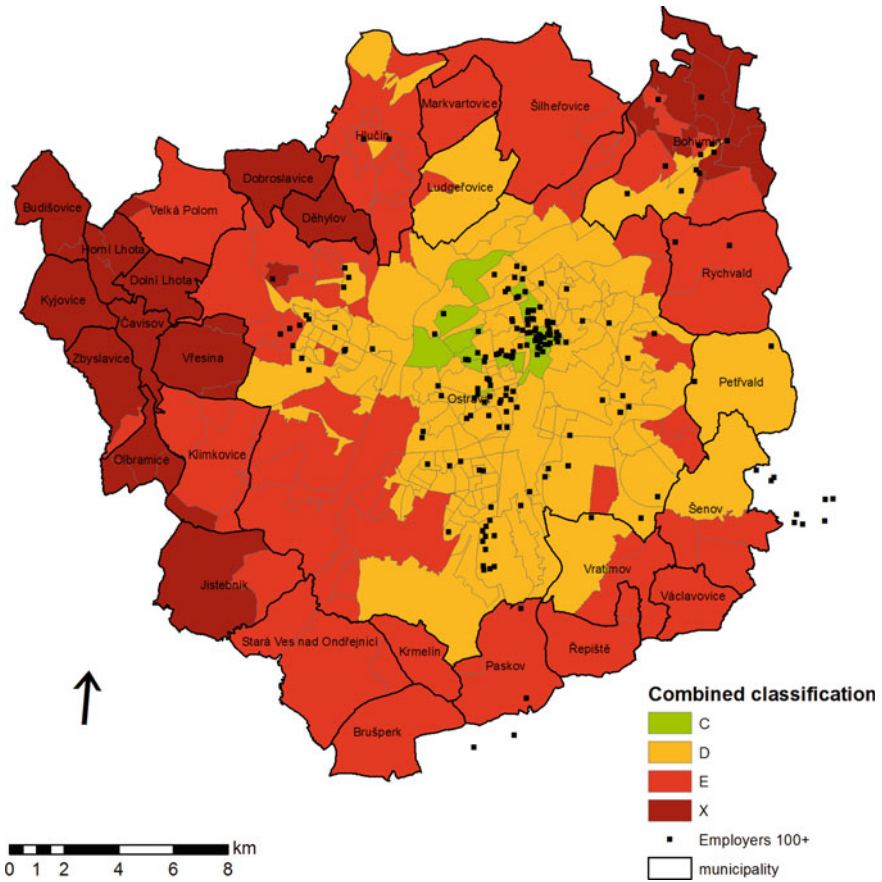 Markvartovice
Šilheřovice
Hlučín
Bohumín
Dobroslavice
Ludgeřovice
Budišovice
Velká Polom
Děhylov
Horní Lhota
Rychvald
Dolní Lhota
Kyjovice
Čavisov
Zbyslavice
Vřesina
Petřvald
Ostrava
Klimkovice
Olbramice
Šenov
Vratimov
Jistebník
Václavovice
Stará Ves nad Ondřejnicí
Krmelín
Řepiště
Paskov
Brušperk
Combined classification
C
D
E
X
Employers 100+
municipality
km
0 1 2 4 6 8